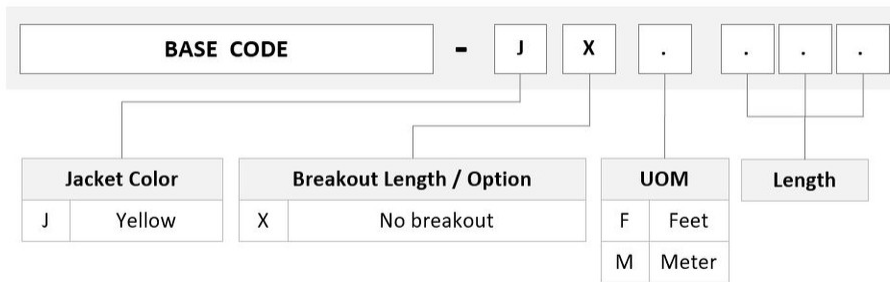 BASE CODE - J X . . . .
Jacket Color
J Yellow
Breakout Length / Option
X No breakout
UOM
F Feet
M Meter
Length